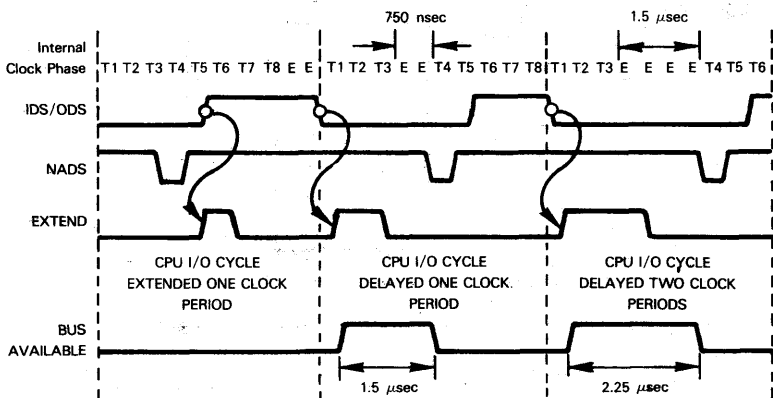 750 nsec
1.5 μsec
Internal
Clock Phase T1 T2 T3 T4 T5 T6 T7 T8 E E T1 T2 T3 E E T4 T5 T6 T7 T8 T1 T2 T3 E E E E T4 T5 T6
IDS/ODS
NADS
EXTEND
CPU I/O CYCLE
EXTENDED ONE CLOCK
PERIOD
CPU I/O CYCLE
DELAYED ONE CLOCK.
PERIOD
CPU I/O CYCLE
DELAYED TWO CLOCK
PERIODS
BUS
AVAILABLE
1.5 μsec
2.25 μsec